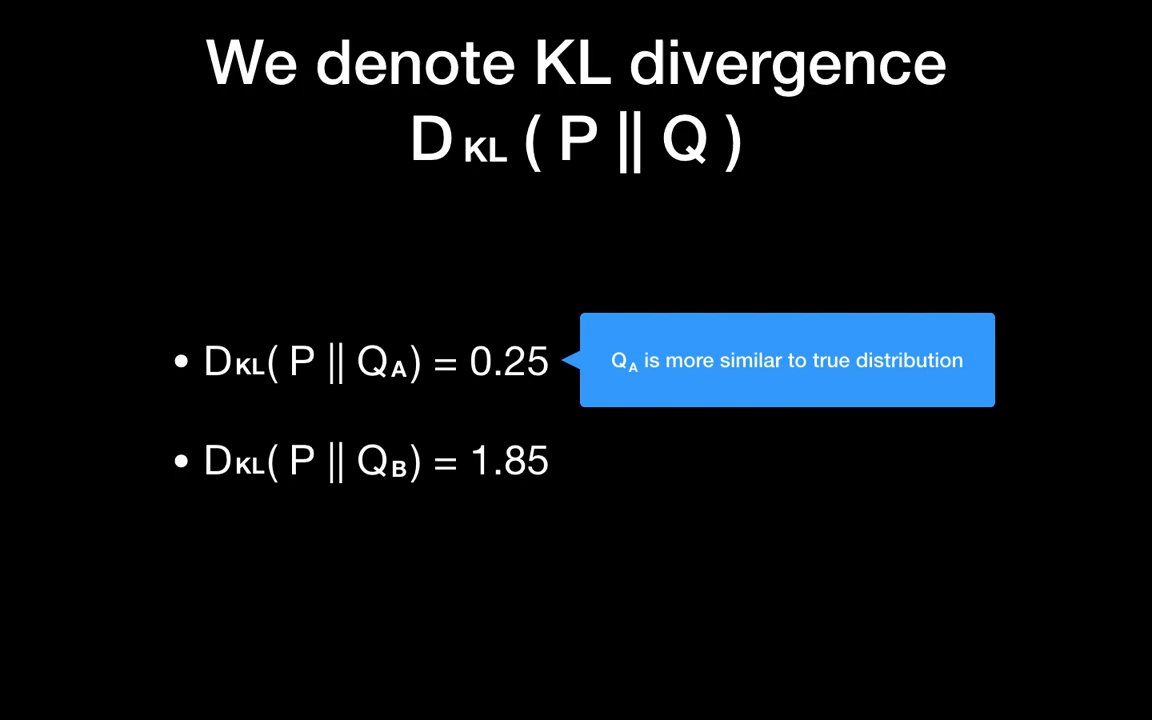 We denote KL divergence
D KL ( P || Q )
• DKL( P || QA) = 0.25
QA is more similar to true distribution
• DKL( P || QB) = 1.85